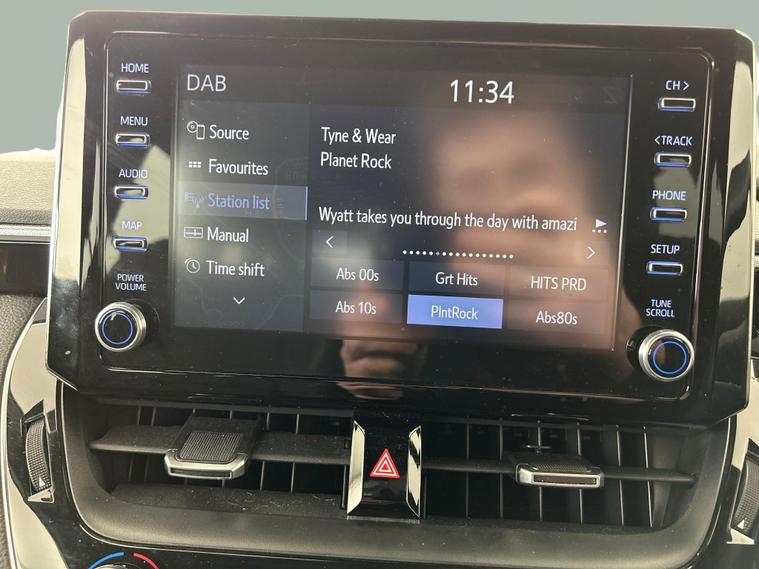 HOME
MENU
AUDIO
MAP
POWER
VOLUME
DAB
11:34
Source
Favourites
Station list
Manual
Time shift
Tyne & Wear
Planet Rock
Wyatt takes you through the day with amazi
Abs 00s
Grt Hits
HITS PRD
Abs 10s
PlntRock
Abs80s
CH >
< TRACK
PHONE
SETUP
TUNE
SCROLL